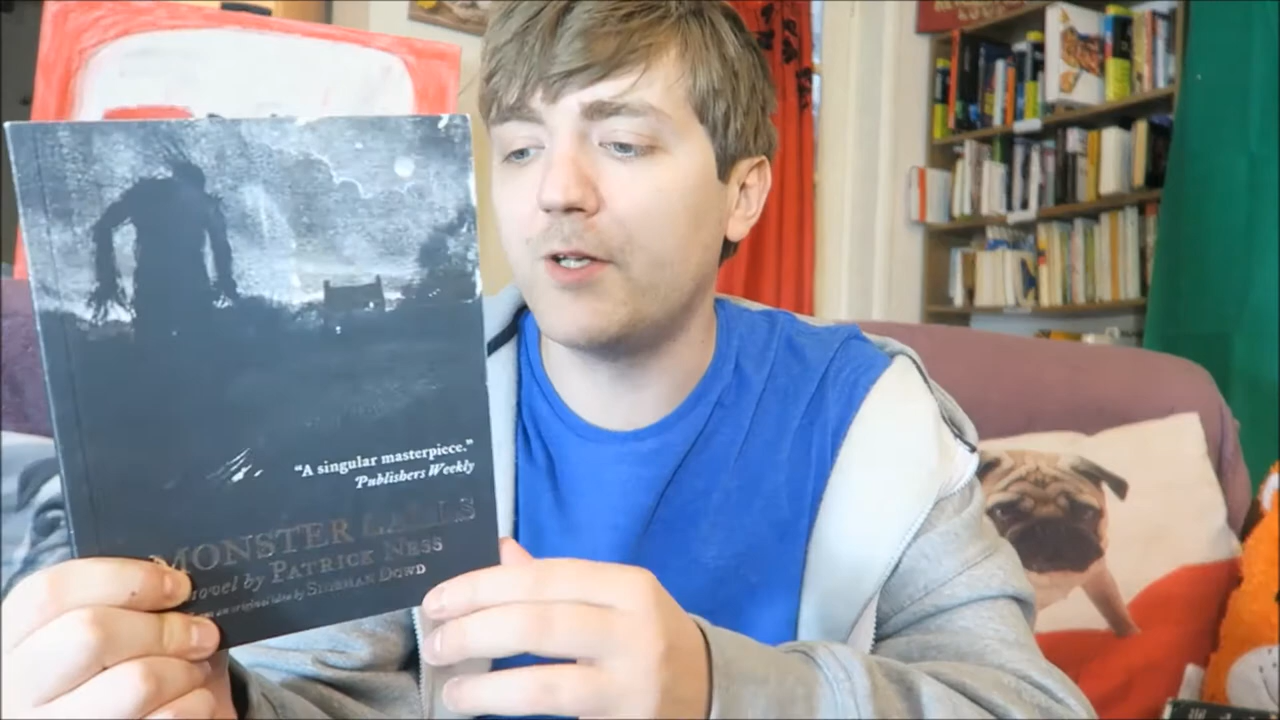 “A singular masterpiece.”
Publishers Weekly
MONSTER CALLS
novel by PATRICK NESS
an original idea by SIOBHAN DOWD